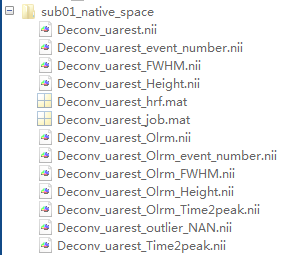 sub01_native_space
Deconv_uarest.nii
Deconv_uarest_event_number.nii
Deconv_uarest_FWHM.nii
Deconv_uarest_Height.nii
Deconv_uarest_hrf.mat
Deconv_uarest_job.mat
Deconv_uarest_Olrm.nii
Deconv_uarest_Olrm_event_number.nii
Deconv_uarest_Olrm_FWHM.nii
Deconv_uarest_Olrm_Height.nii
Deconv_uarest_Olrm_Time2peak.nii
Deconv_uarest_outlier_NAN.nii
Deconv_uarest_Time2peak.nii